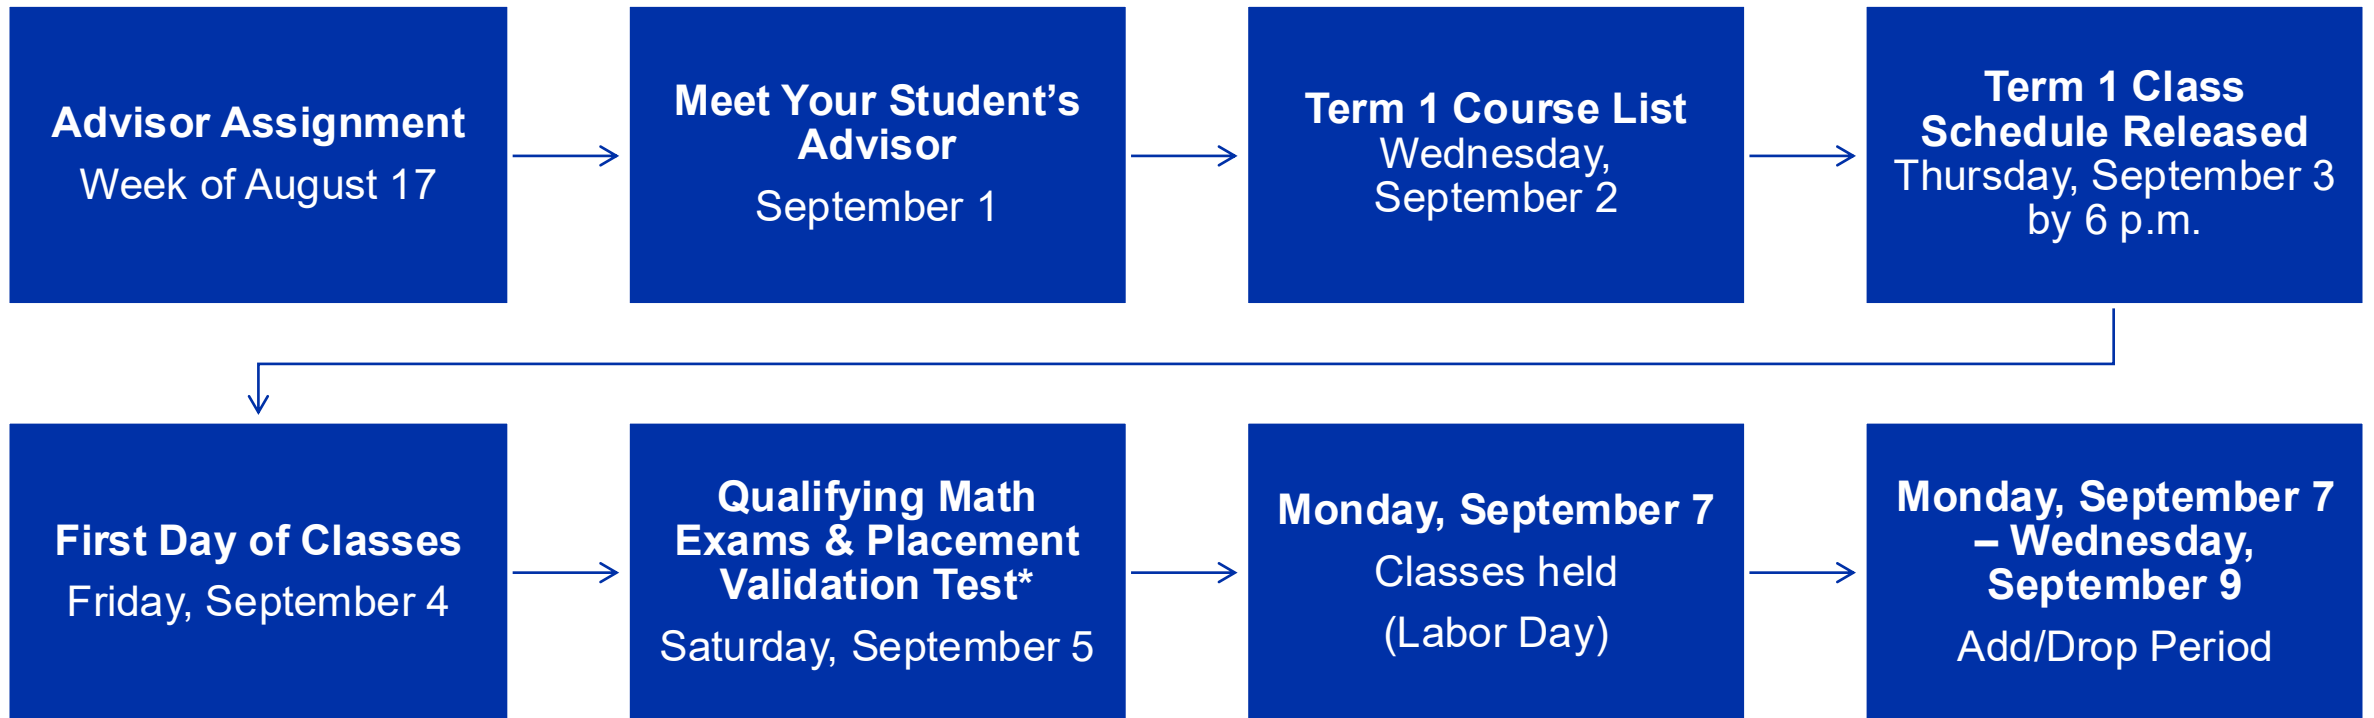 Advisor Assignment
Week of August 17
Meet Your Student’s
Advisor
September 1
Term 1 Course List
Wednesday,
September 2
Term 1 Class
Schedule Released
Thursday, September 3
by 6 p.m.
First Day of Classes
Friday, September 4
Qualifying Math
Exams & Placement
Validation Test*
Saturday, September 5
Monday, September 7
Classes held
(Labor Day)
Monday, September 7
– Wednesday,
September 9
Add/Drop Period